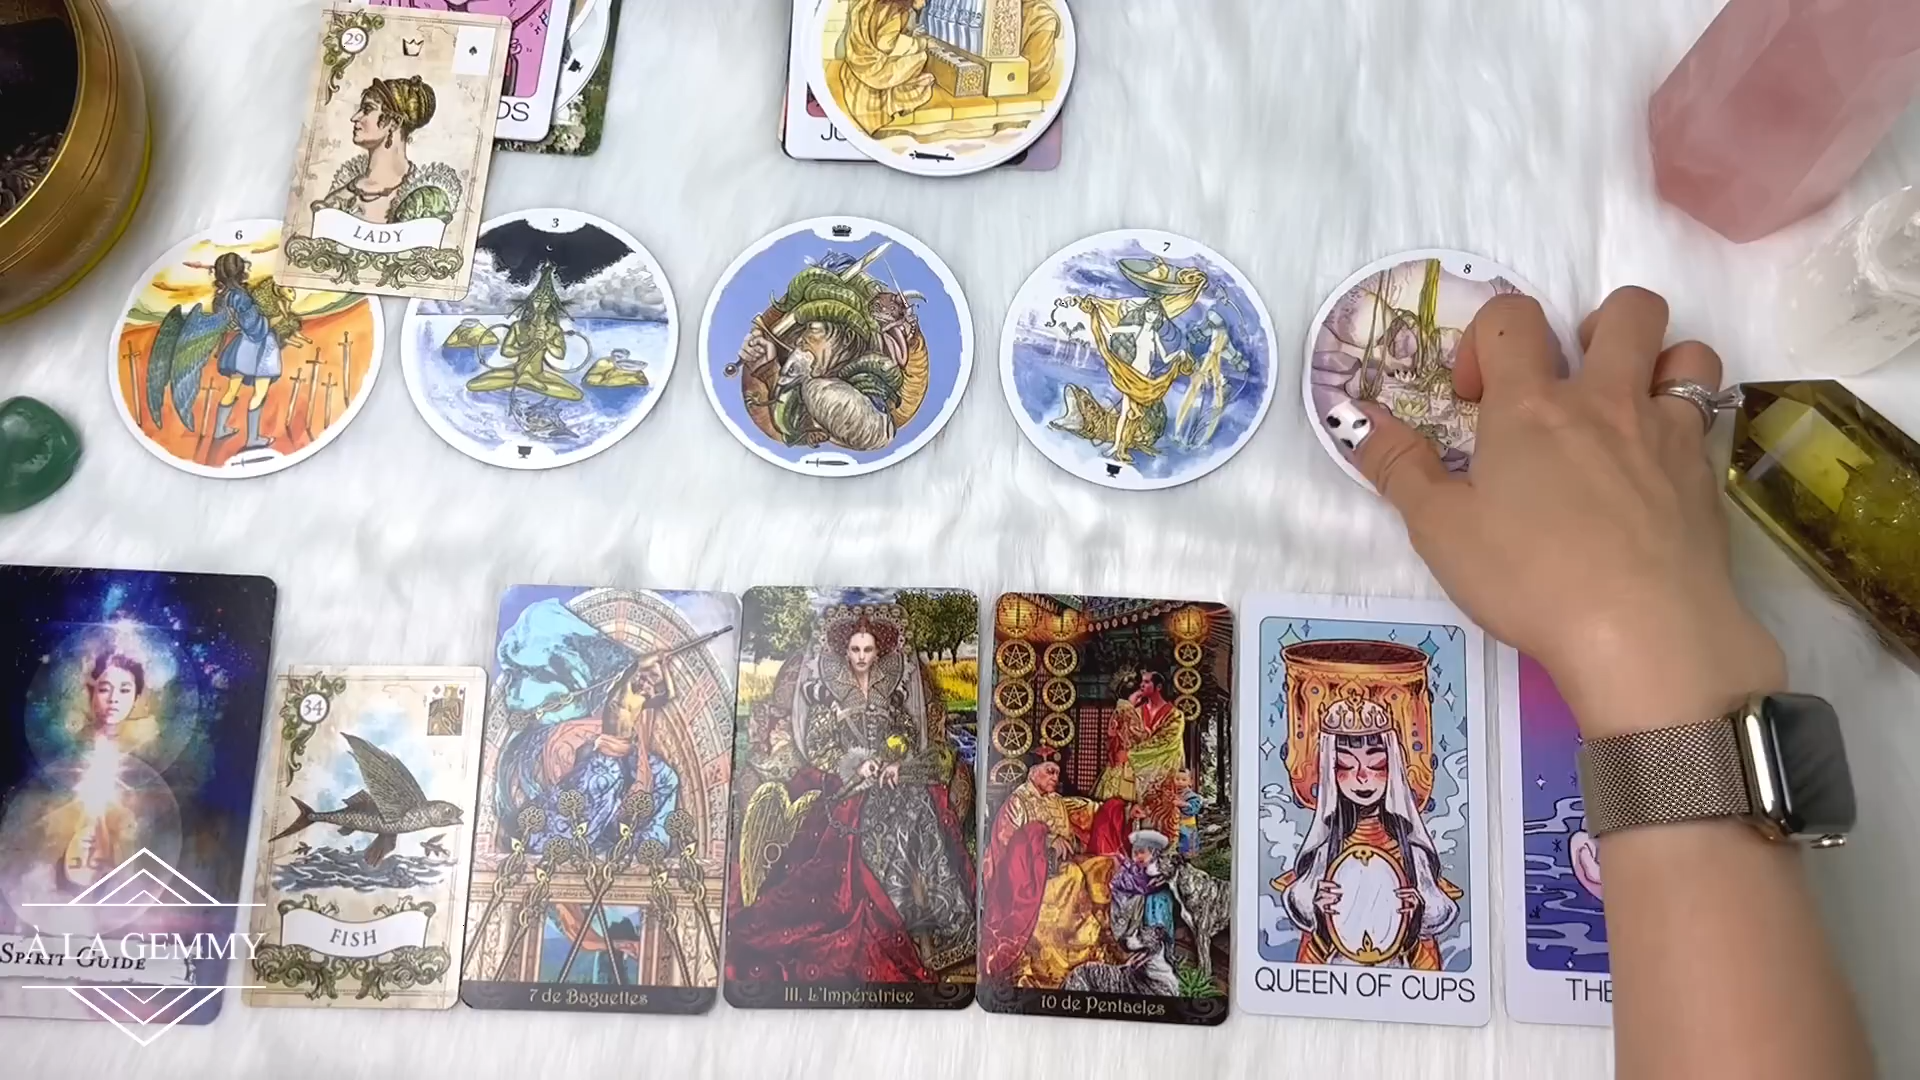 29
DS
JU
LADY
6
3
7
8
34
FISH
À LA GEMMY
SPIRIT GUIDE
7 de Baguettes
III. L'Impératrice
10 de Pentacles
QUEEN OF CUPS
THE